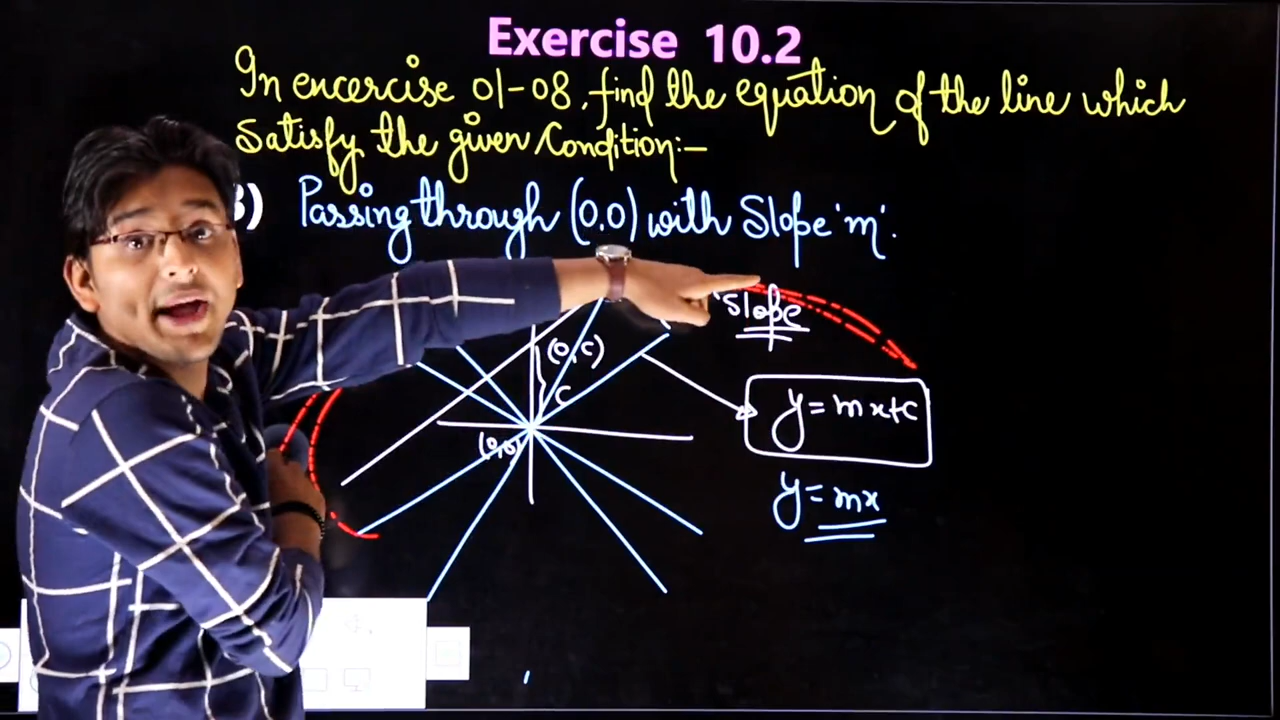 Exercise 10.2
In encercise 01-08, find the equation of the line which
Satisfy the given Condition:-
3) Passing through (0,0) with Slope 'm'.
Slope
(0,c)
c
y=mx+c
(0,0)
y=mx